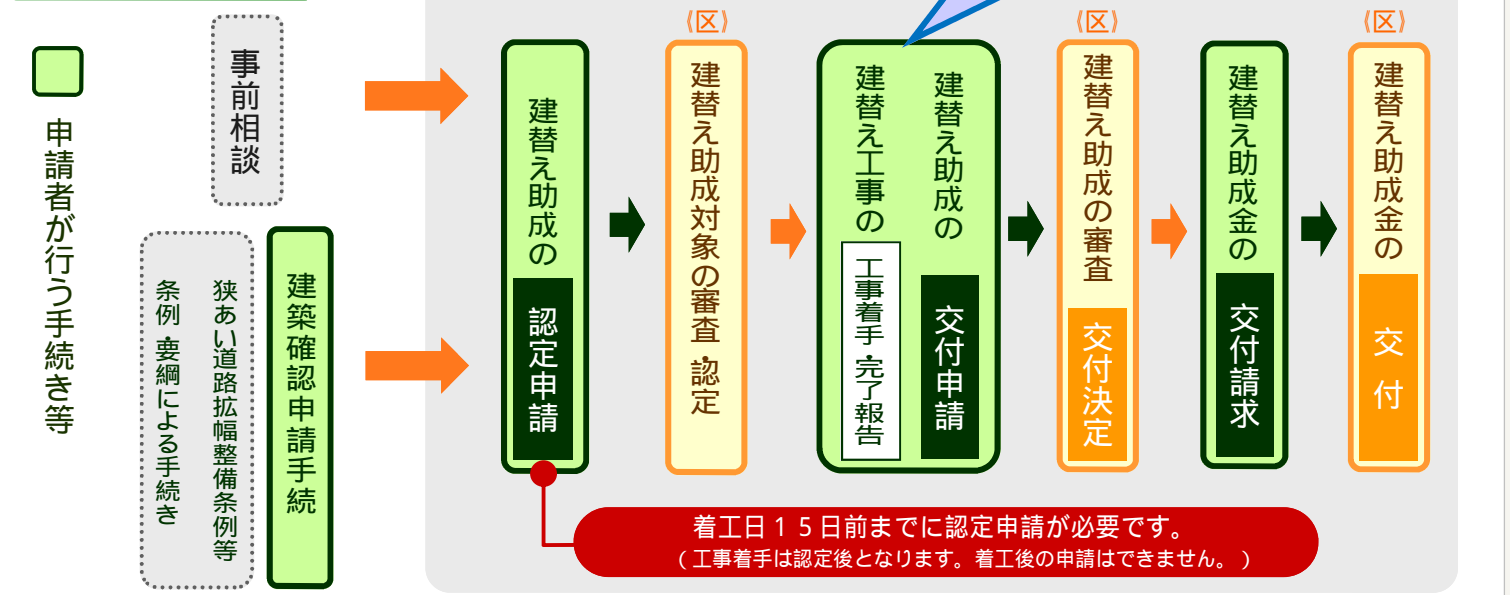 申請者が行う手続き等
事前相談
建築確認申請手続
狭あい道路拡幅整備条例等
条例・要綱による手続き
建替え助成の
認定申請
《区》
建替え助成対象の審査・認定
建替え助成の
交付申請
建替え工事の
工事着手・完了報告
《区》
建替え助成の審査
交付決定
建替え助成金の
交付請求
《区》
建替え助成金の
交付
着工日15日前までに認定申請が必要です。
(工事着手は認定後となります。着工後の申請はできません。)